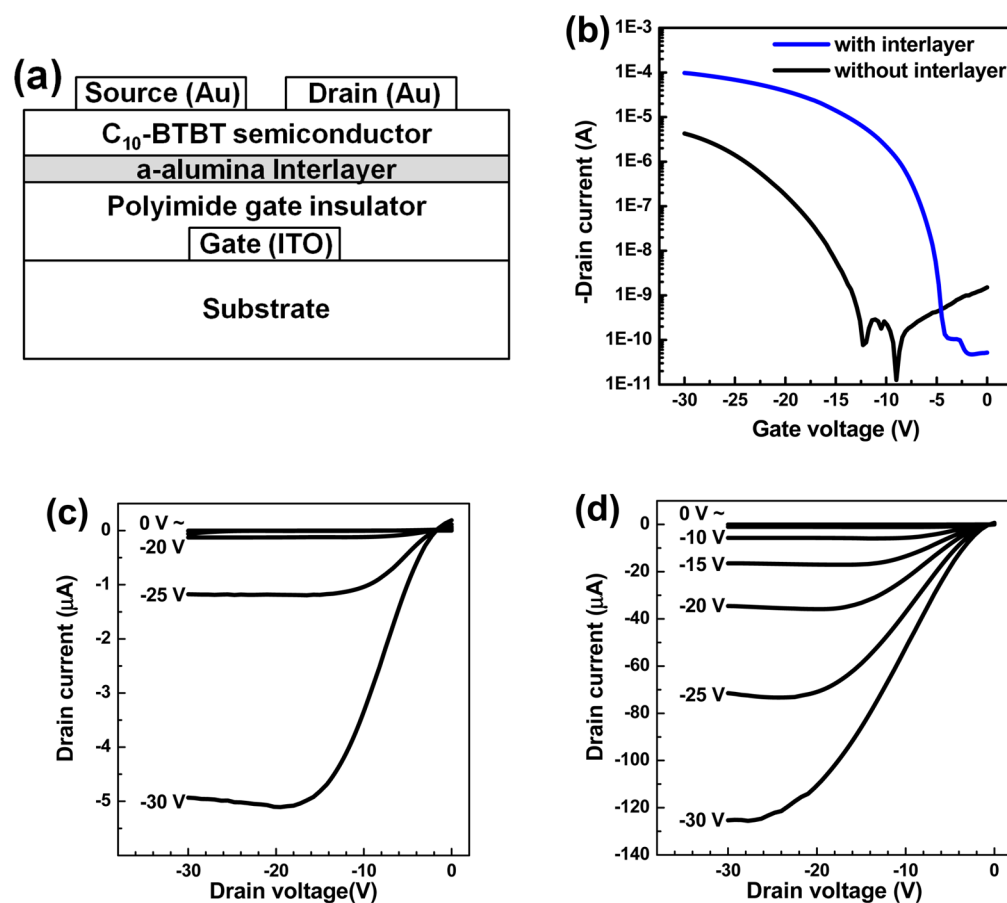 (a)
Source (Au)
Drain (Au)
C₁₀-BTBT semiconductor
a-alumina Interlayer
Polyimide gate insulator
Gate (ITO)
Substrate
(b)
with interlayer
without interlayer
-Drain current (A)
1E-3
1E-4
1E-5
1E-6
1E-7
1E-8
1E-9
1E-10
1E-11
-30 -25 -20 -15 -10 -5 0
Gate voltage (V)
(c)
Drain current (μA)
0
-1
-2
-3
-4
-5
0 V ~
-20 V
-25 V
-30 V
-30 -20 -10 0
Drain voltage(V)
(d)
Drain current (μA)
0
-20
-40
-60
-80
-100
-120
-140
0 V ~
-10 V
-15 V
-20 V
-25 V
-30 V
-30 -20 -10 0
Drain voltage (V)